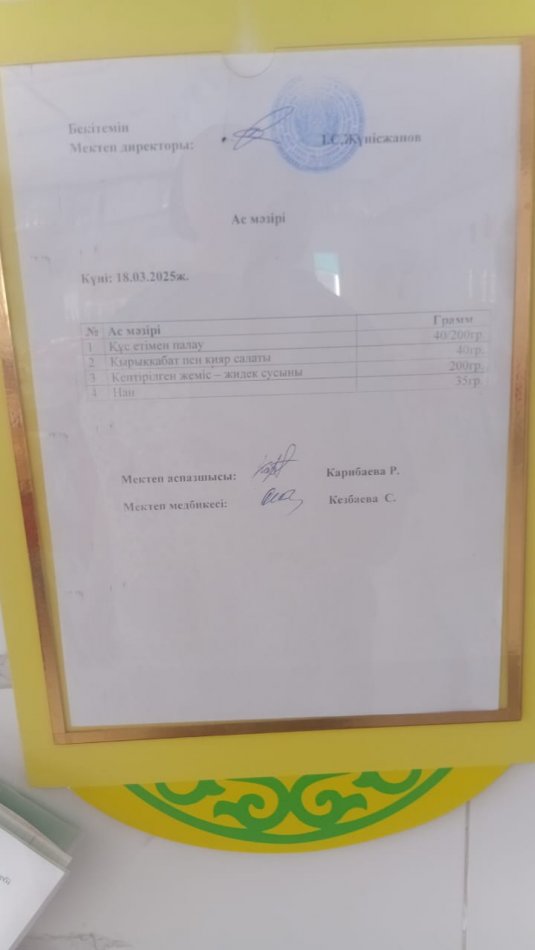 Бекітемін
Мектеп директоры: І.С.Жүнісжанов
Ас мәзірі
Күні: 18.03.2025ж.
№ Ас мәзірі Грамм
1 Құс етімен палау 40/200гр
2 Қырыққабат пен қияр салаты 40гр.
3 Кептірілген жеміс – жидек сусыны 200гр.
4 Нан 35гр.
Мектеп аспазшысы: Карибаева Р.
Мектеп медбикесі: Кезбаева С.